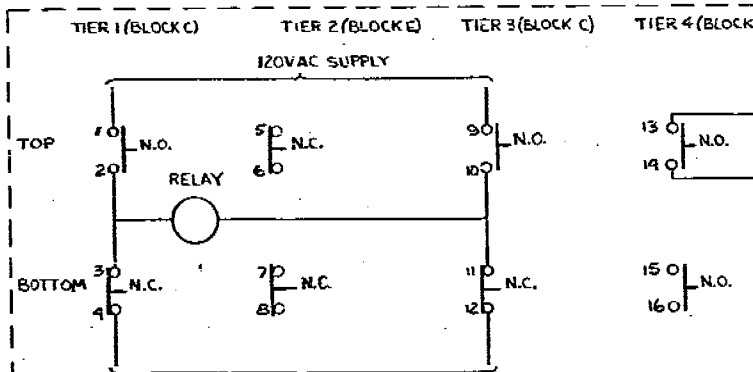 TIER 1 (BLOCK C) TIER 2 (BLOCK E) TIER 3 (BLOCK C) TIER 4 (BLOCK
120VAC SUPPLY
1 5 9 13
TOP N.O. N.C. N.O. N.O.
2 6 10 14
RELAY
3 7 11 15
BOTTOM N.C. N.C. N.C. N.O.
4 8 12 16